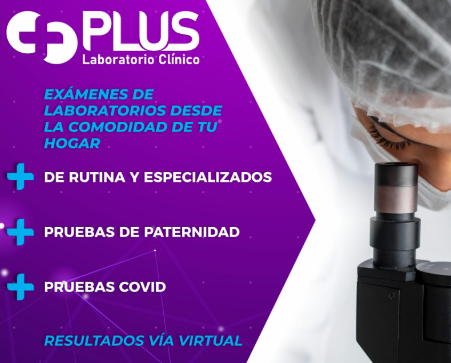 PLUS
Laboratorio Clínico
EXÁMENES DE
LABORATORIOS DESDE
LA COMODIDAD DE TU
HOGAR
DE RUTINA Y ESPECIALIZADOS
PRUEBAS DE PATERNIDAD
PRUEBAS COVID
RESULTADOS VÍA VIRTUAL